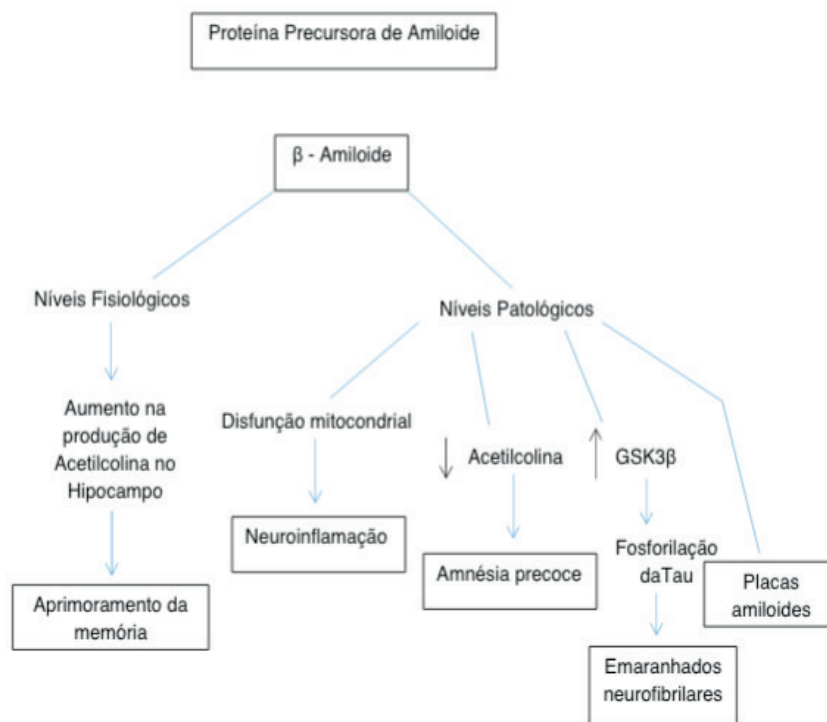 Proteína Precursora de Amiloide
β - Amiloide
Níveis Fisiológicos
Níveis Patológicos
Aumento na
produção de
Acetilcolina no
Hipocampo
Disfunção mitocondrial
Acetilcolina
GSK3β
Neuroinflamação
Amnésia precoce
Fosforilação
daTau
Placas
amiloides
Aprimoramento da
memória
Emaranhados
neurofibrilares